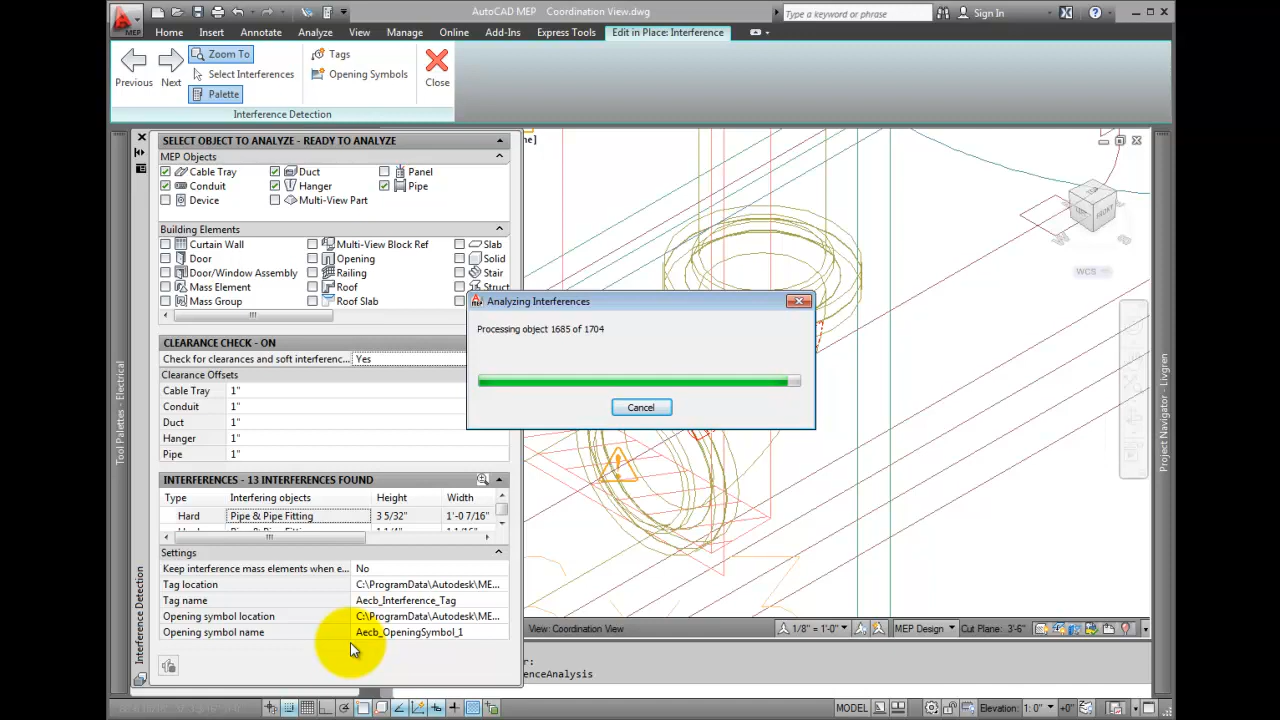 AutoCAD MEP Coordination View.dwg
Type a keyword or phrase
Sign In
MEP
Home Insert Annotate Analyze View Manage Online Add-Ins Express Tools Edit in Place: Interference
Zoom To Tags
Select Interferences Opening Symbols
Previous Next Palette Close
Interference Detection
SELECT OBJECT TO ANALYZE - READY TO ANALYZE
MEP Objects
Cable Tray Duct Panel
Conduit Hanger Pipe
Device Multi-View Part
Building Elements
Curtain Wall Multi-View Block Ref Slab
Door Opening Solid
Door/Window Assembly Railing Stair
Mass Element Roof Struct
Mass Group Roof Slab
CLEARANCE CHECK - ON
Check for clearances and soft interferenc... Yes
Clearance Offsets
Cable Tray 1"
Conduit 1"
Duct 1"
Hanger 1"
Pipe 1"
INTERFERENCES - 13 INTERFERENCES FOUND
Type Interfering objects Height Width
Hard Pipe & Pipe Fitting 3 5/32" 1'-0 7/16"
Settings
Keep interference mass elements when e... No
Tag location C:\ProgramData\Autodesk\ME...
Tag name Aecb_Interference_Tag
Opening symbol location C:\ProgramData\Autodesk\ME...
Opening symbol name Aecb_OpeningSymbol_1
Interference Detection
Tool Palettes - Electrical
Analyzing Interferences
Processing object 1685 of 1704
Cancel
e]
FRONT
WCS
Project Navigator - Livgren
View: Coordination View
1/8" = 1'-0"
MEP Design
Cut Plane: 3'-6"
r:
renceAnalysis
MODEL
Elevation: 1: 0"
+0"